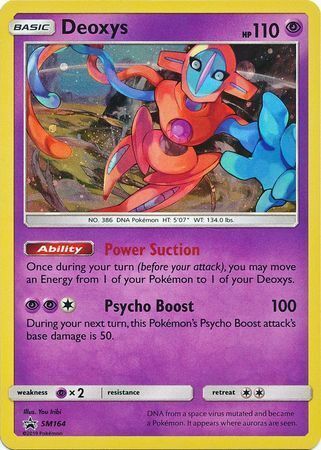 BASIC Deoxys HP 110
NO. 386 DNA Pokémon HT: 5'07" WT: 134.0 lbs.
Ability Power Suction
Once during your turn (before your attack), you may move
an Energy from 1 of your Pokémon to 1 of your Deoxys.
Psycho Boost 100
During your next turn, this Pokémon's Psycho Boost attack's
base damage is 50.
weakness ×2 resistance retreat
Illus. You Iribi
SM164
©2019 Pokémon
DNA from a space virus mutated and became
a Pokémon. It appears where auroras are seen.